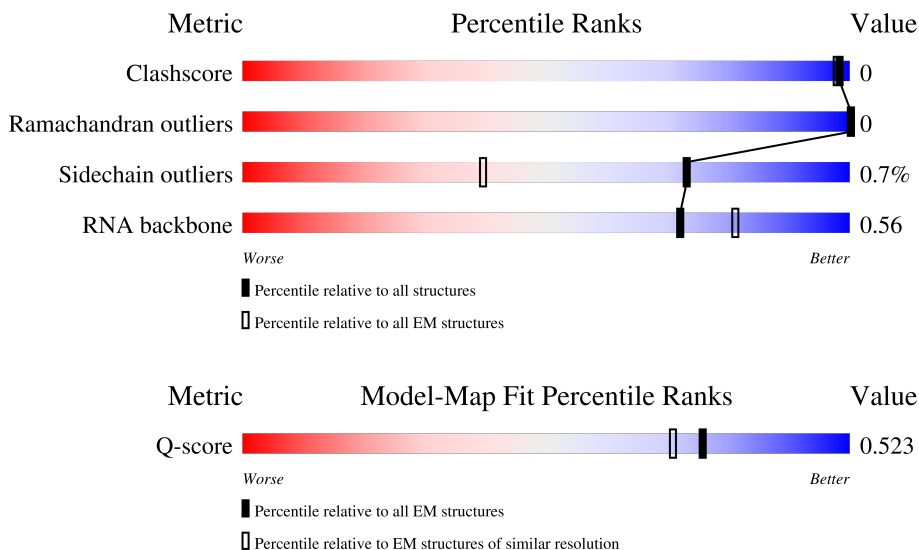 Metric Percentile Ranks Value
Clashscore 0
Ramachandran outliers 0
Sidechain outliers 0.7%
RNA backbone 0.56
Worse Better
Percentile relative to all structures
Percentile relative to all EM structures
Metric Model-Map Fit Percentile Ranks Value
Q-score 0.523
Worse Better
Percentile relative to all EM structures
Percentile relative to EM structures of similar resolution